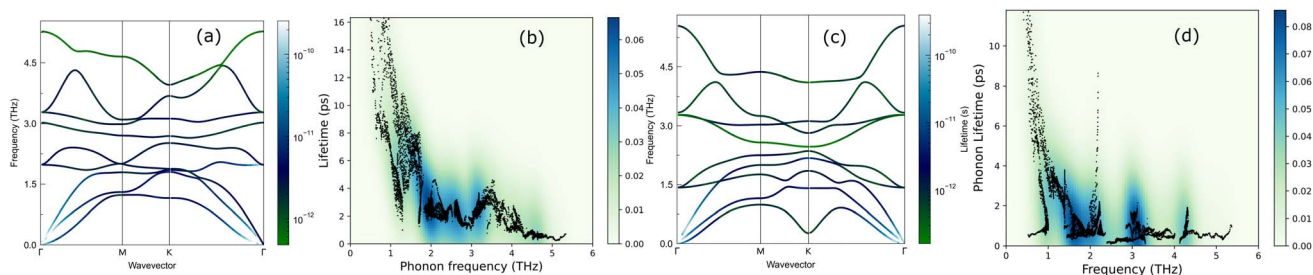 (a)
Frequency (THz)
4.5
3.0
1.5
0.0
Γ
M
K
Γ
Wavevector
10⁻¹⁰
10⁻¹¹
10⁻¹²
(b)
Lifetime (ps)
16
14
12
10
8
6
4
2
0
0
1
2
3
4
5
6
Phonon frequency (THz)
0.06
0.05
0.04
0.03
0.02
0.01
0.00
(c)
Frequency (THz)
4.5
3.0
1.5
0.0
Γ
M
K
Γ
Wavevector
Lifetime (s)
10⁻¹⁰
10⁻¹¹
10⁻¹²
(d)
Phonon Lifetime (ps)
10
8
6
4
2
0
0
1
2
3
4
5
6
Frequency (THz)
0.08
0.07
0.06
0.05
0.04
0.03
0.02
0.01
0.00